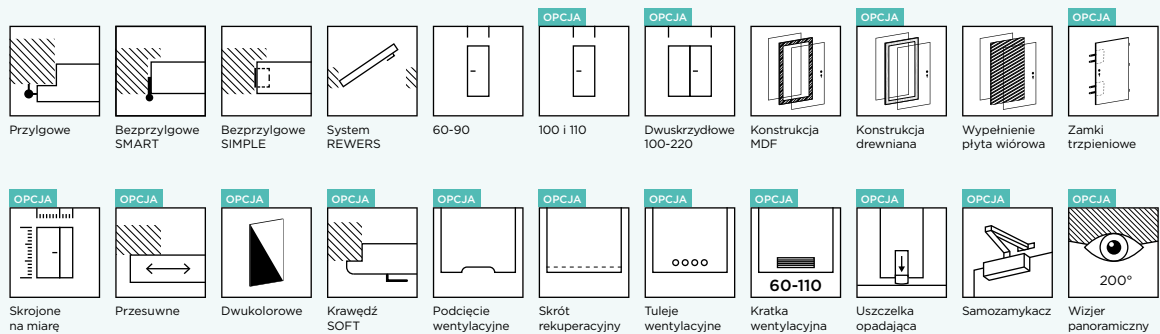 OPCJA OPCJA OPCJA OPCJA
Przylgowe
Bezprzylgowe
SMART
Bezprzylgowe
SIMPLE
System
REWERS
60-90
100 i 110
Dwuskrzydłowe
100-220
Konstrukcja
MDF
Konstrukcja
drewniana
Wypełnienie
płyta wiórowa
Zamki
trzpieniowe
OPCJA OPCJA OPCJA OPCJA OPCJA OPCJA OPCJA OPCJA OPCJA OPCJA OPCJA
60-110
200°
Skrojone
na miarę
Przesuwne
Dwukolorowe
Krawędź
SOFT
Podcięcie
wentylacyjne
Skrót
rekuperacyjny
Tuleje
wentylacyjne
Kratka
wentylacyjna
Uszczelka
opadająca
Samozamykacz
Wizjer
panoramiczny